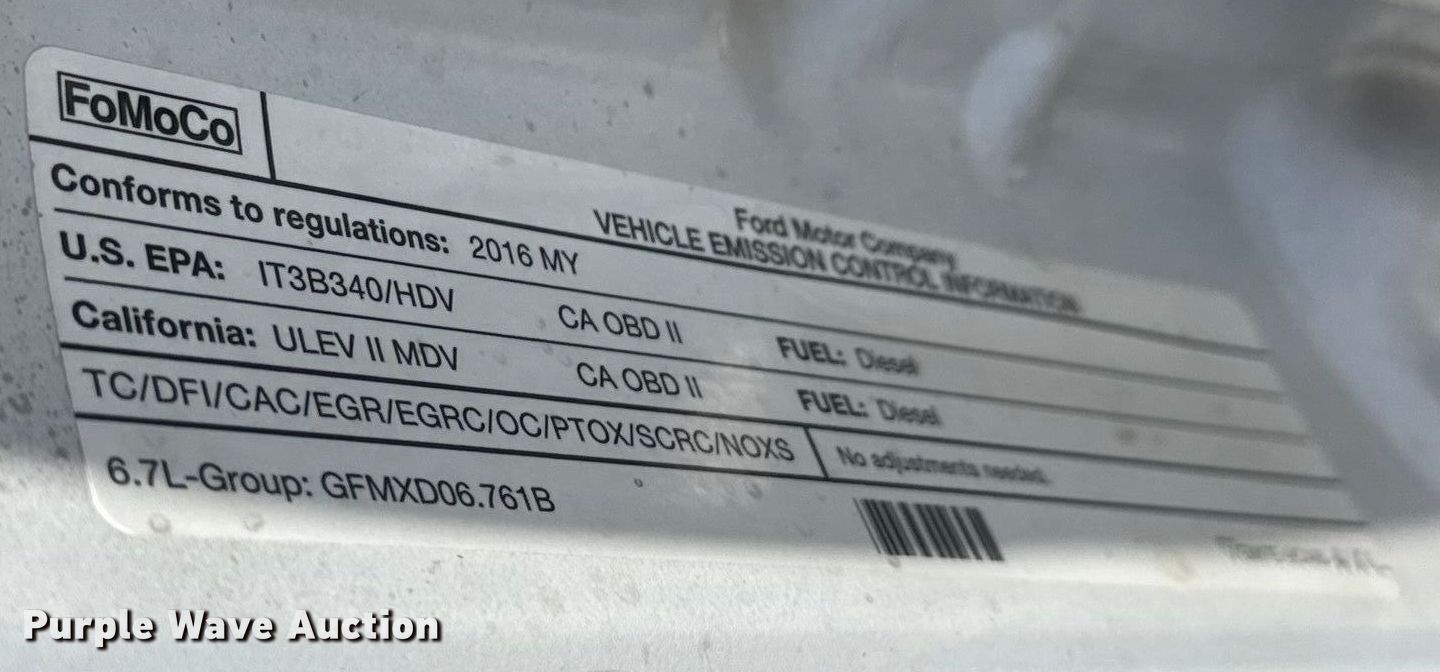 FoMoCo
Ford Motor Company
VEHICLE EMISSION CONTROL INFORMATION
Conforms to regulations: 2016 MY
U.S. EPA: IT3B340/HDV CA OBD II FUEL: Diesel
California: ULEV II MDV CA OBD II FUEL: Diesel
TC/DFI/CAC/EGR/EGRC/OC/PTOX/SCRC/NOXS No adjustments needed.
6.7L-Group: GFMXD06.761B
Purple Wave Auction